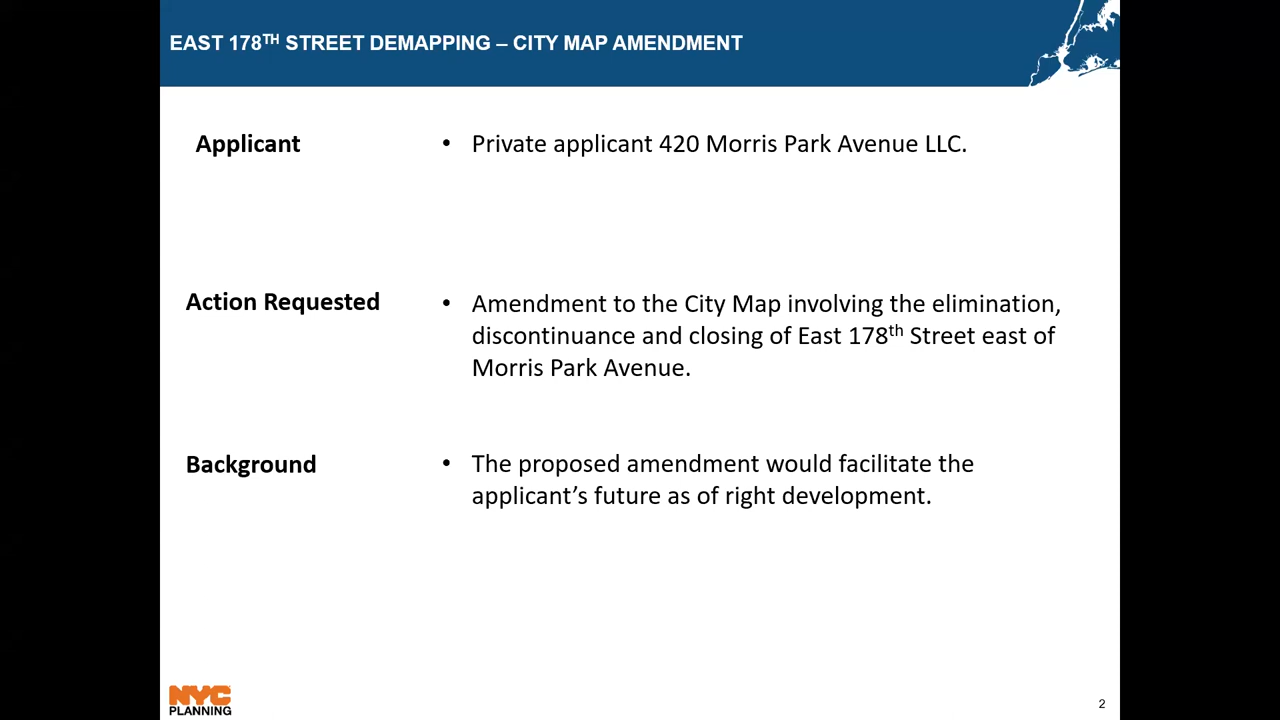 EAST 178TH STREET DEMAPPING – CITY MAP AMENDMENT
Applicant
• Private applicant 420 Morris Park Avenue LLC.
Action Requested
• Amendment to the City Map involving the elimination,
discontinuance and closing of East 178th Street east of
Morris Park Avenue.
Background
• The proposed amendment would facilitate the
applicant’s future as of right development.
NYC
PLANNING
2